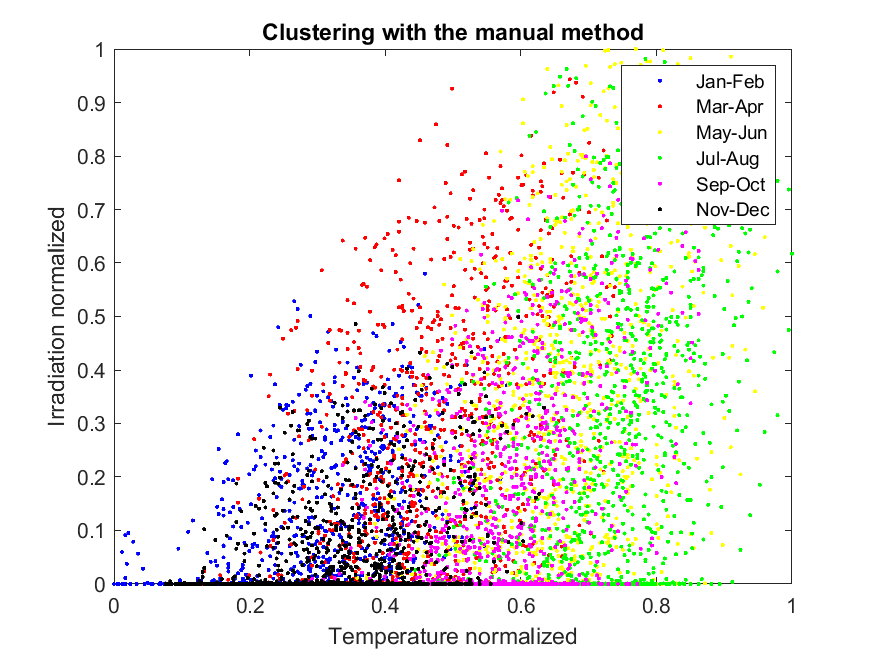 Clustering with the manual method
1
0.9
0.8
0.7
0.6
0.5
0.4
0.3
0.2
0.1
0
Irradiation normalized
Jan-Feb
Mar-Apr
May-Jun
Jul-Aug
Sep-Oct
Nov-Dec
0 0.2 0.4 0.6 0.8 1
Temperature normalized